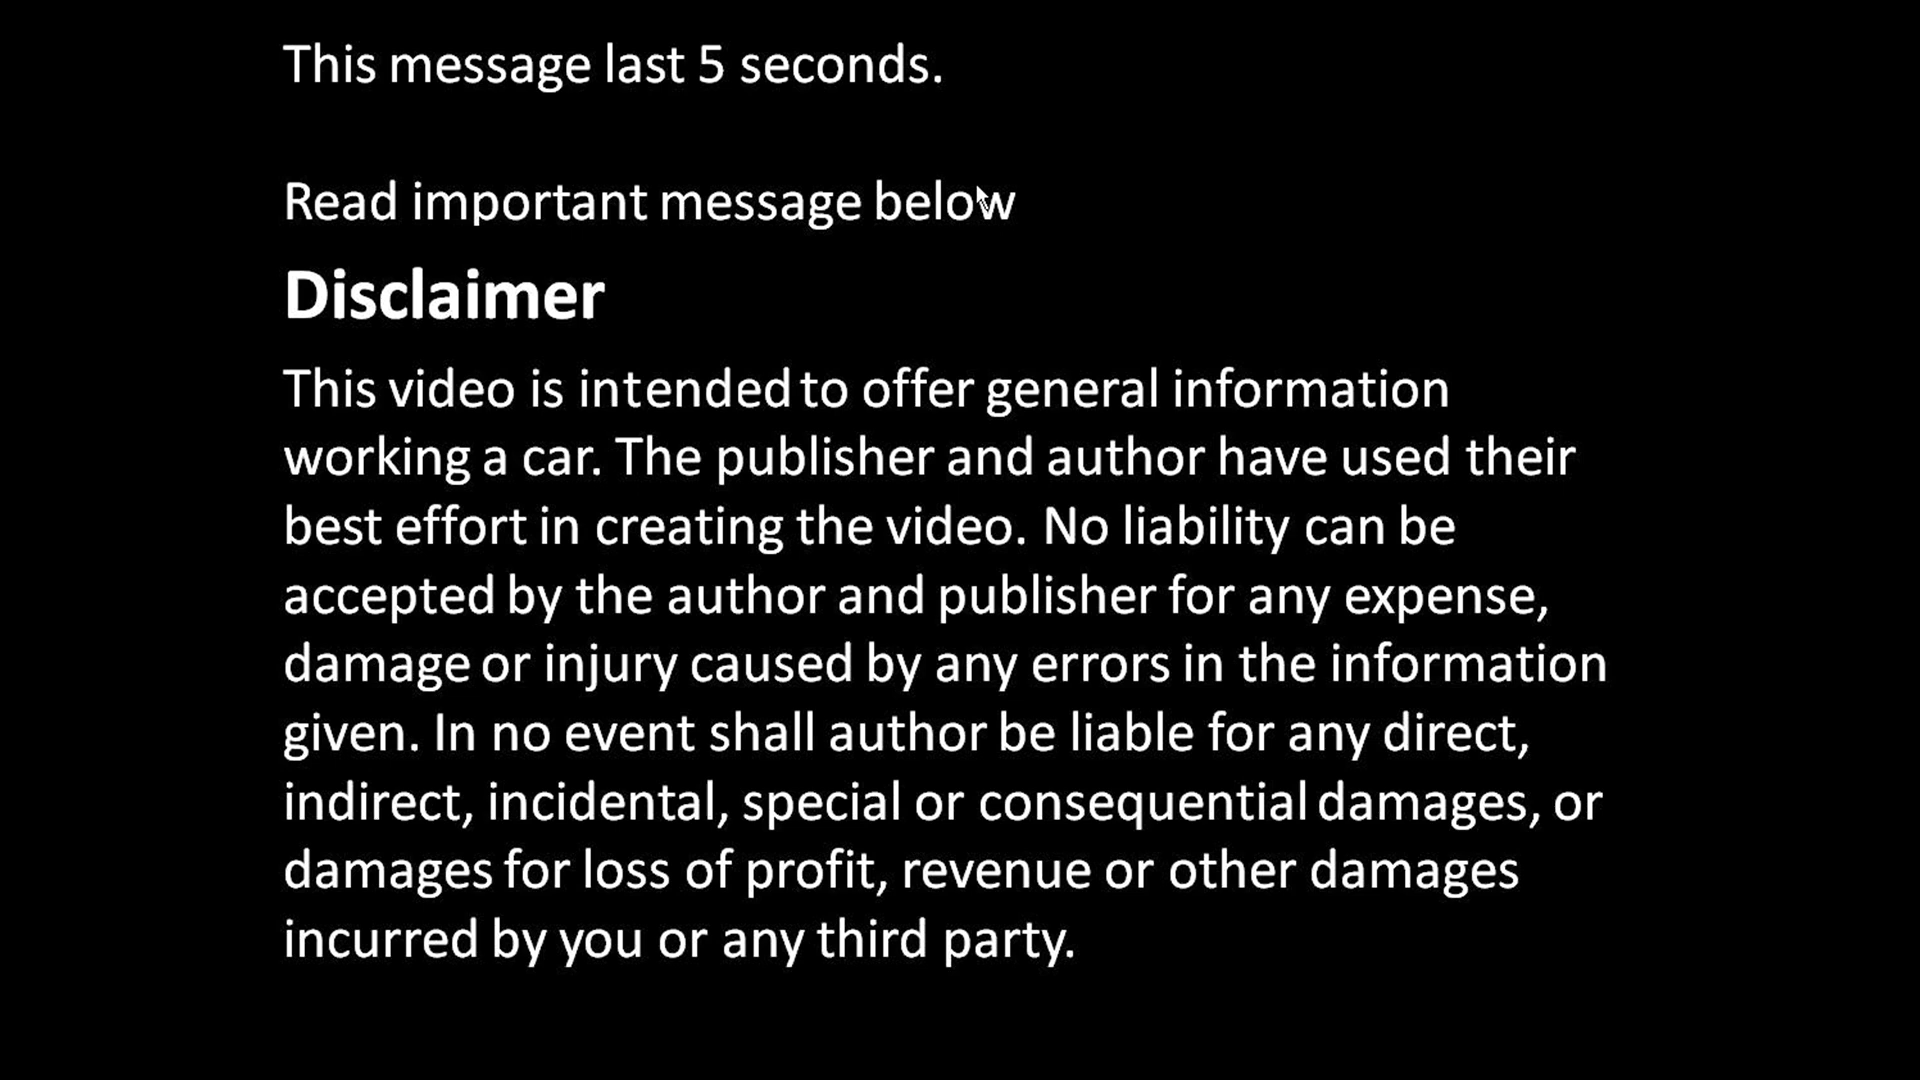 This message last 5 seconds.
Read important message below
Disclaimer
This video is intended to offer general information
working a car. The publisher and author have used their
best effort in creating the video. No liability can be
accepted by the author and publisher for any expense,
damage or injury caused by any errors in the information
given. In no event shall author be liable for any direct,
indirect, incidental, special or consequential damages, or
damages for loss of profit, revenue or other damages
incurred by you or any third party.